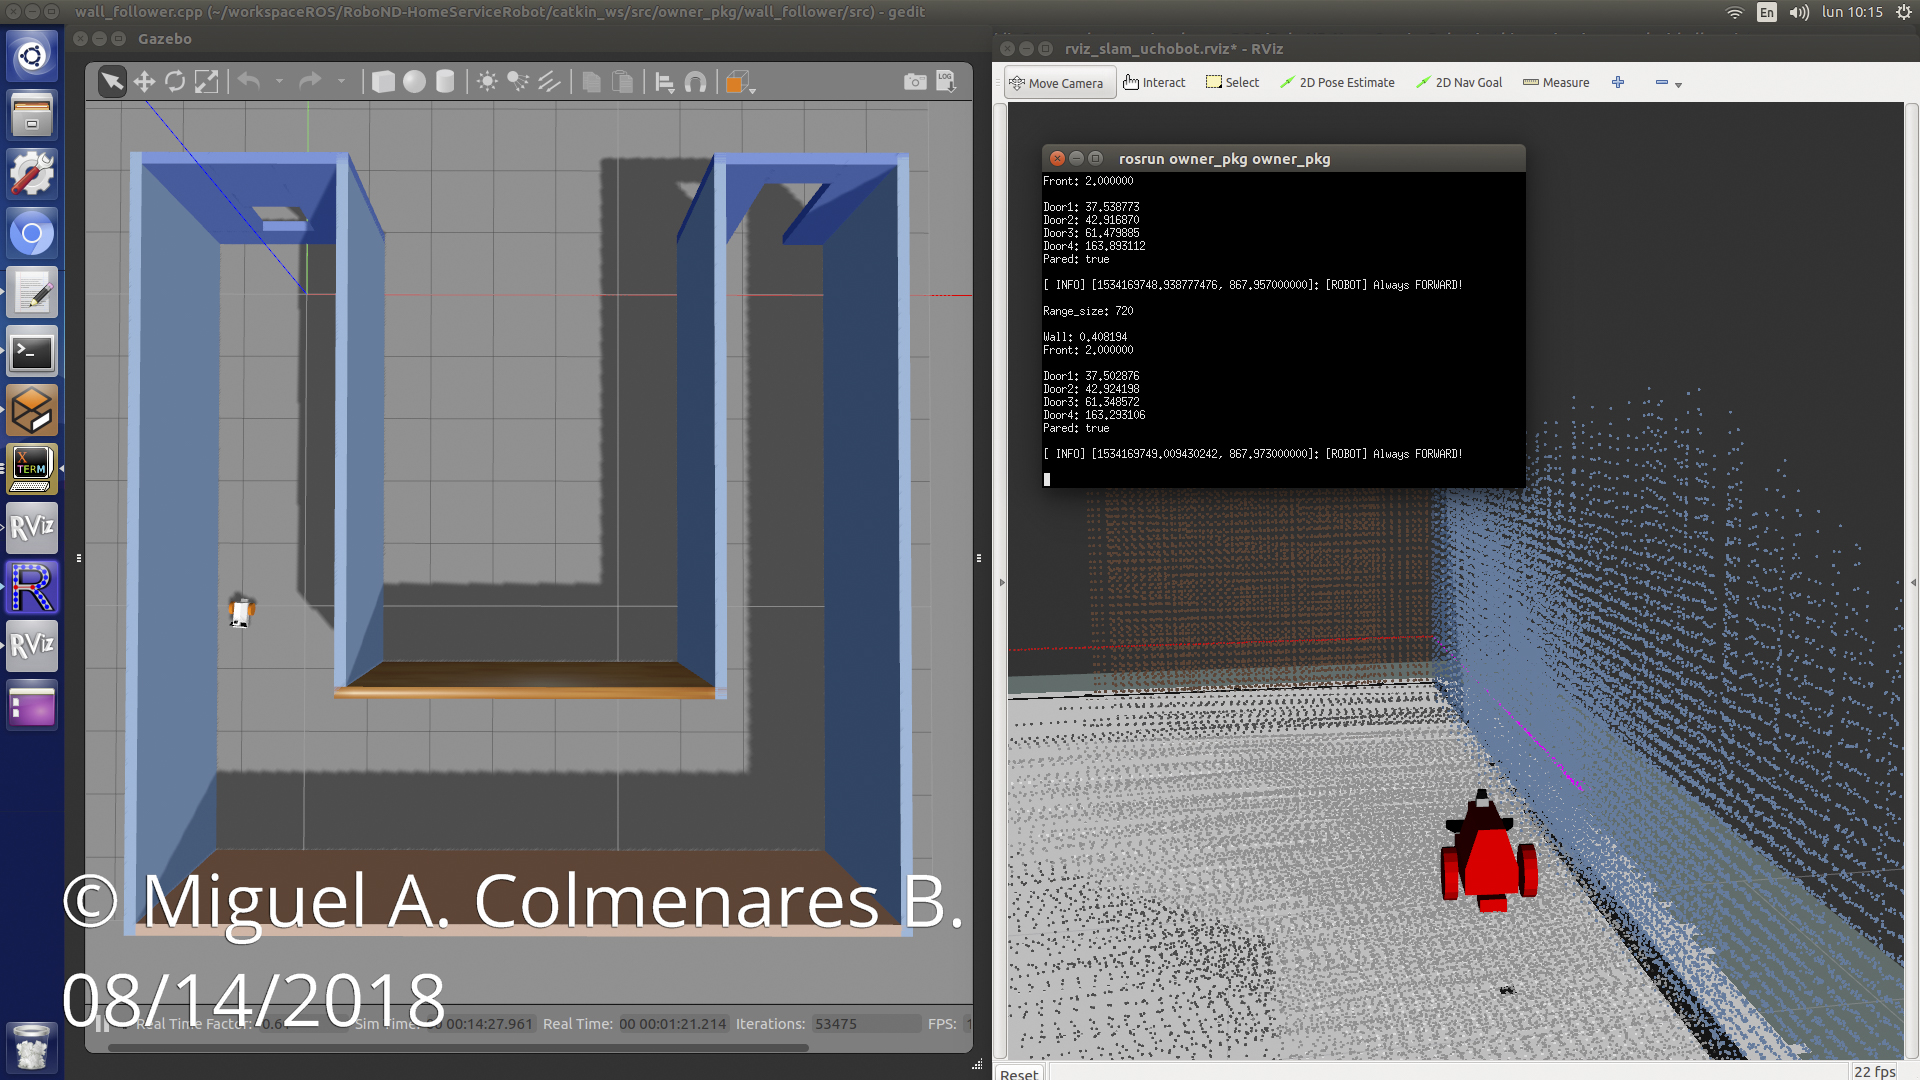 wall_follower.cpp (~/workspaceROS/RoboND-HomeServiceRobot/catkin_ws/src/owner_pkg/wall_follower/src) - gedit
En
lun 10:15
Gazebo
LOG
rviz_slam_uchobot.rviz* - RViz
Move Camera
Interact
Select
2D Pose Estimate
2D Nav Goal
Measure
rosrun owner_pkg owner_pkg
Front: 2.000000
Door1: 37.538773
Door2: 42.916870
Door3: 61.479885
Door4: 163.893112
Pared: true
[ INFO] [1534169748.938777476, 867.957000000]: [ROBOT] Always FORWARD!
Range_size: 720
Wall: 0.408194
Front: 2.000000
Door1: 37.502876
Door2: 42.924198
Door3: 61.348572
Door4: 163.293106
Pared: true
[ INFO] [1534169749.009430242, 867.973000000]: [ROBOT] Always FORWARD!
>_
X
TERM
RViz
R
RViz
© Miguel A. Colmenares B.
08/14/2018
Real Time Factor:
Sim Time:
00 00:14:27.961
Real Time:
00 00:01:21.214
Iterations:
53475
FPS:
Reset
22 fps